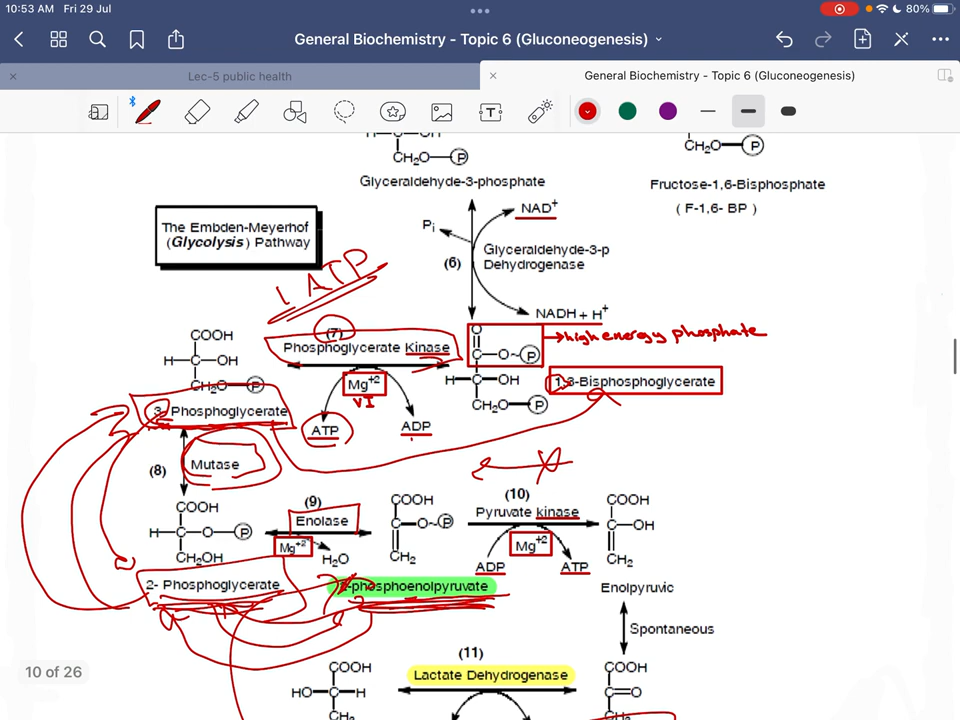 10:53 AM Fri 29 Jul
80%
General Biochemistry - Topic 6 (Gluconeogenesis)
Lec-5 public health
General Biochemistry - Topic 6 (Gluconeogenesis)
CH₂O—P
Glyceraldehyde-3-phosphate
CH₂O—P
Fructose-1,6-Bisphosphate
( F-1,6- BP )
The Embden-Meyerhof
(Glycolysis) Pathway
Pi
NAD⁺
(6)
Glyceraldehyde-3-p
Dehydrogenase
NADH + H⁺
1 ATP
(7)
Phosphoglycerate Kinase
Mg⁺²
VI
ATP
ADP
COOH
H—C—OH
CH₂O—P
3- Phosphoglycerate
O
C—O~P
H—C—OH
CH₂O—P
high energy phosphate
1,3-Bisphosphoglycerate
(8)
Mutase
COOH
H—C—O—P
CH₂OH
2- Phosphoglycerate
(9)
Enolase
Mg⁺²
H₂O
COOH
C—O~P
CH₂
phosphoenolpyruvate
(10)
Pyruvate kinase
Mg⁺²
ADP
ATP
COOH
C—OH
CH₂
Enolpyruvic
Spontaneous
10 of 26
(11)
Lactate Dehydrogenase
COOH
HO—C—H
COOH
C=O